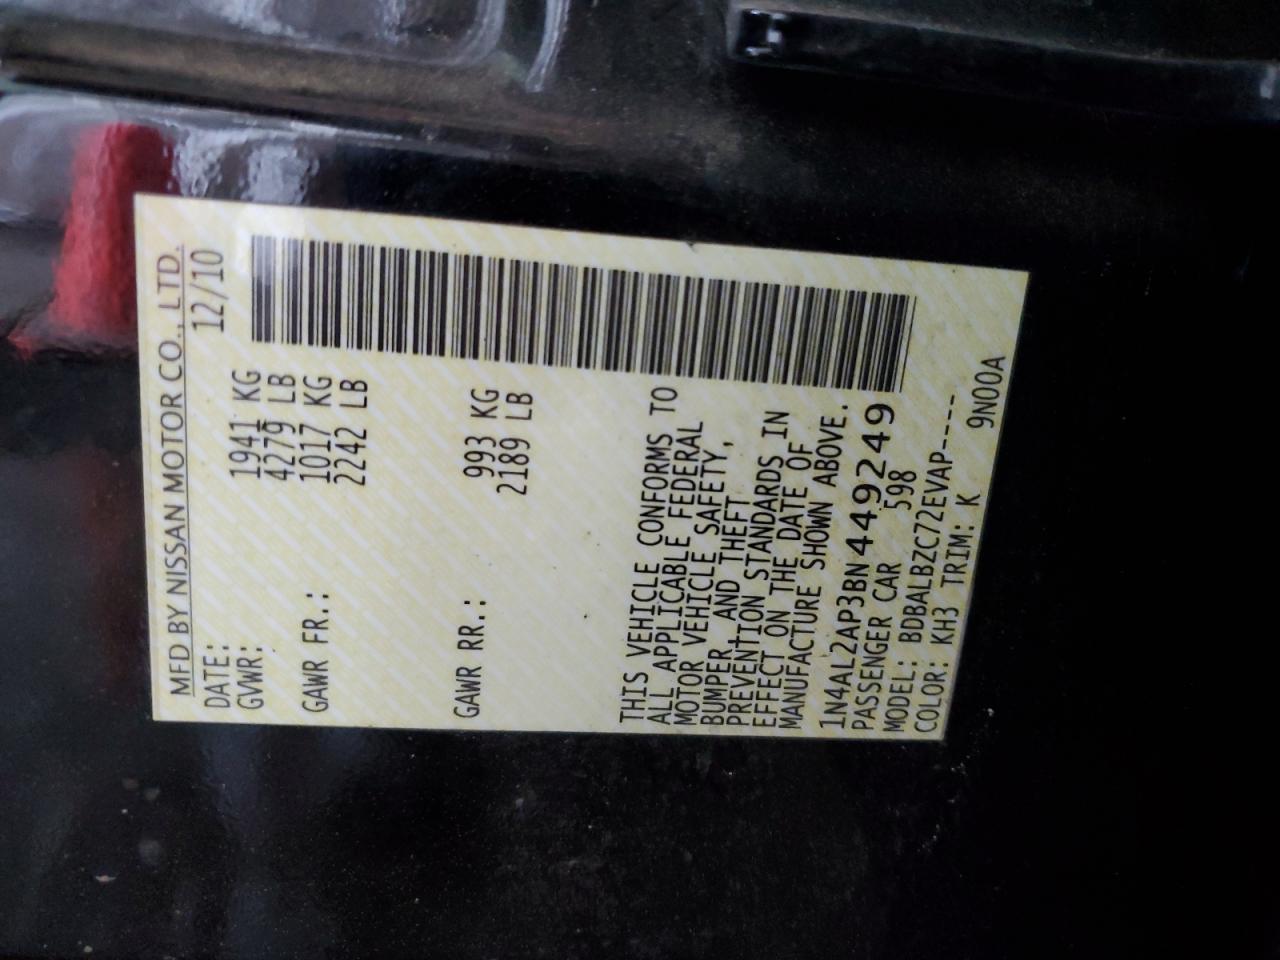 MFD BY NISSAN MOTOR CO., LTD.
DATE: 12/10
GVWR: 1941 KG
4279 LB
GAWR FR.: 1017 KG
2242 LB
GAWR RR.: 993 KG
2189 LB
THIS VEHICLE CONFORMS TO
ALL APPLICABLE FEDERAL
MOTOR VEHICLE SAFETY,
BUMPER, AND THEFT
PREVENTION STANDARDS IN
EFFECT ON THE DATE OF
MANUFACTURE SHOWN ABOVE.
1N4AL2AP3BN449249
PASSENGER CAR 598
MODEL: BDBALBZC72EVAP----
COLOR: KH3 TRIM: K 9N00A